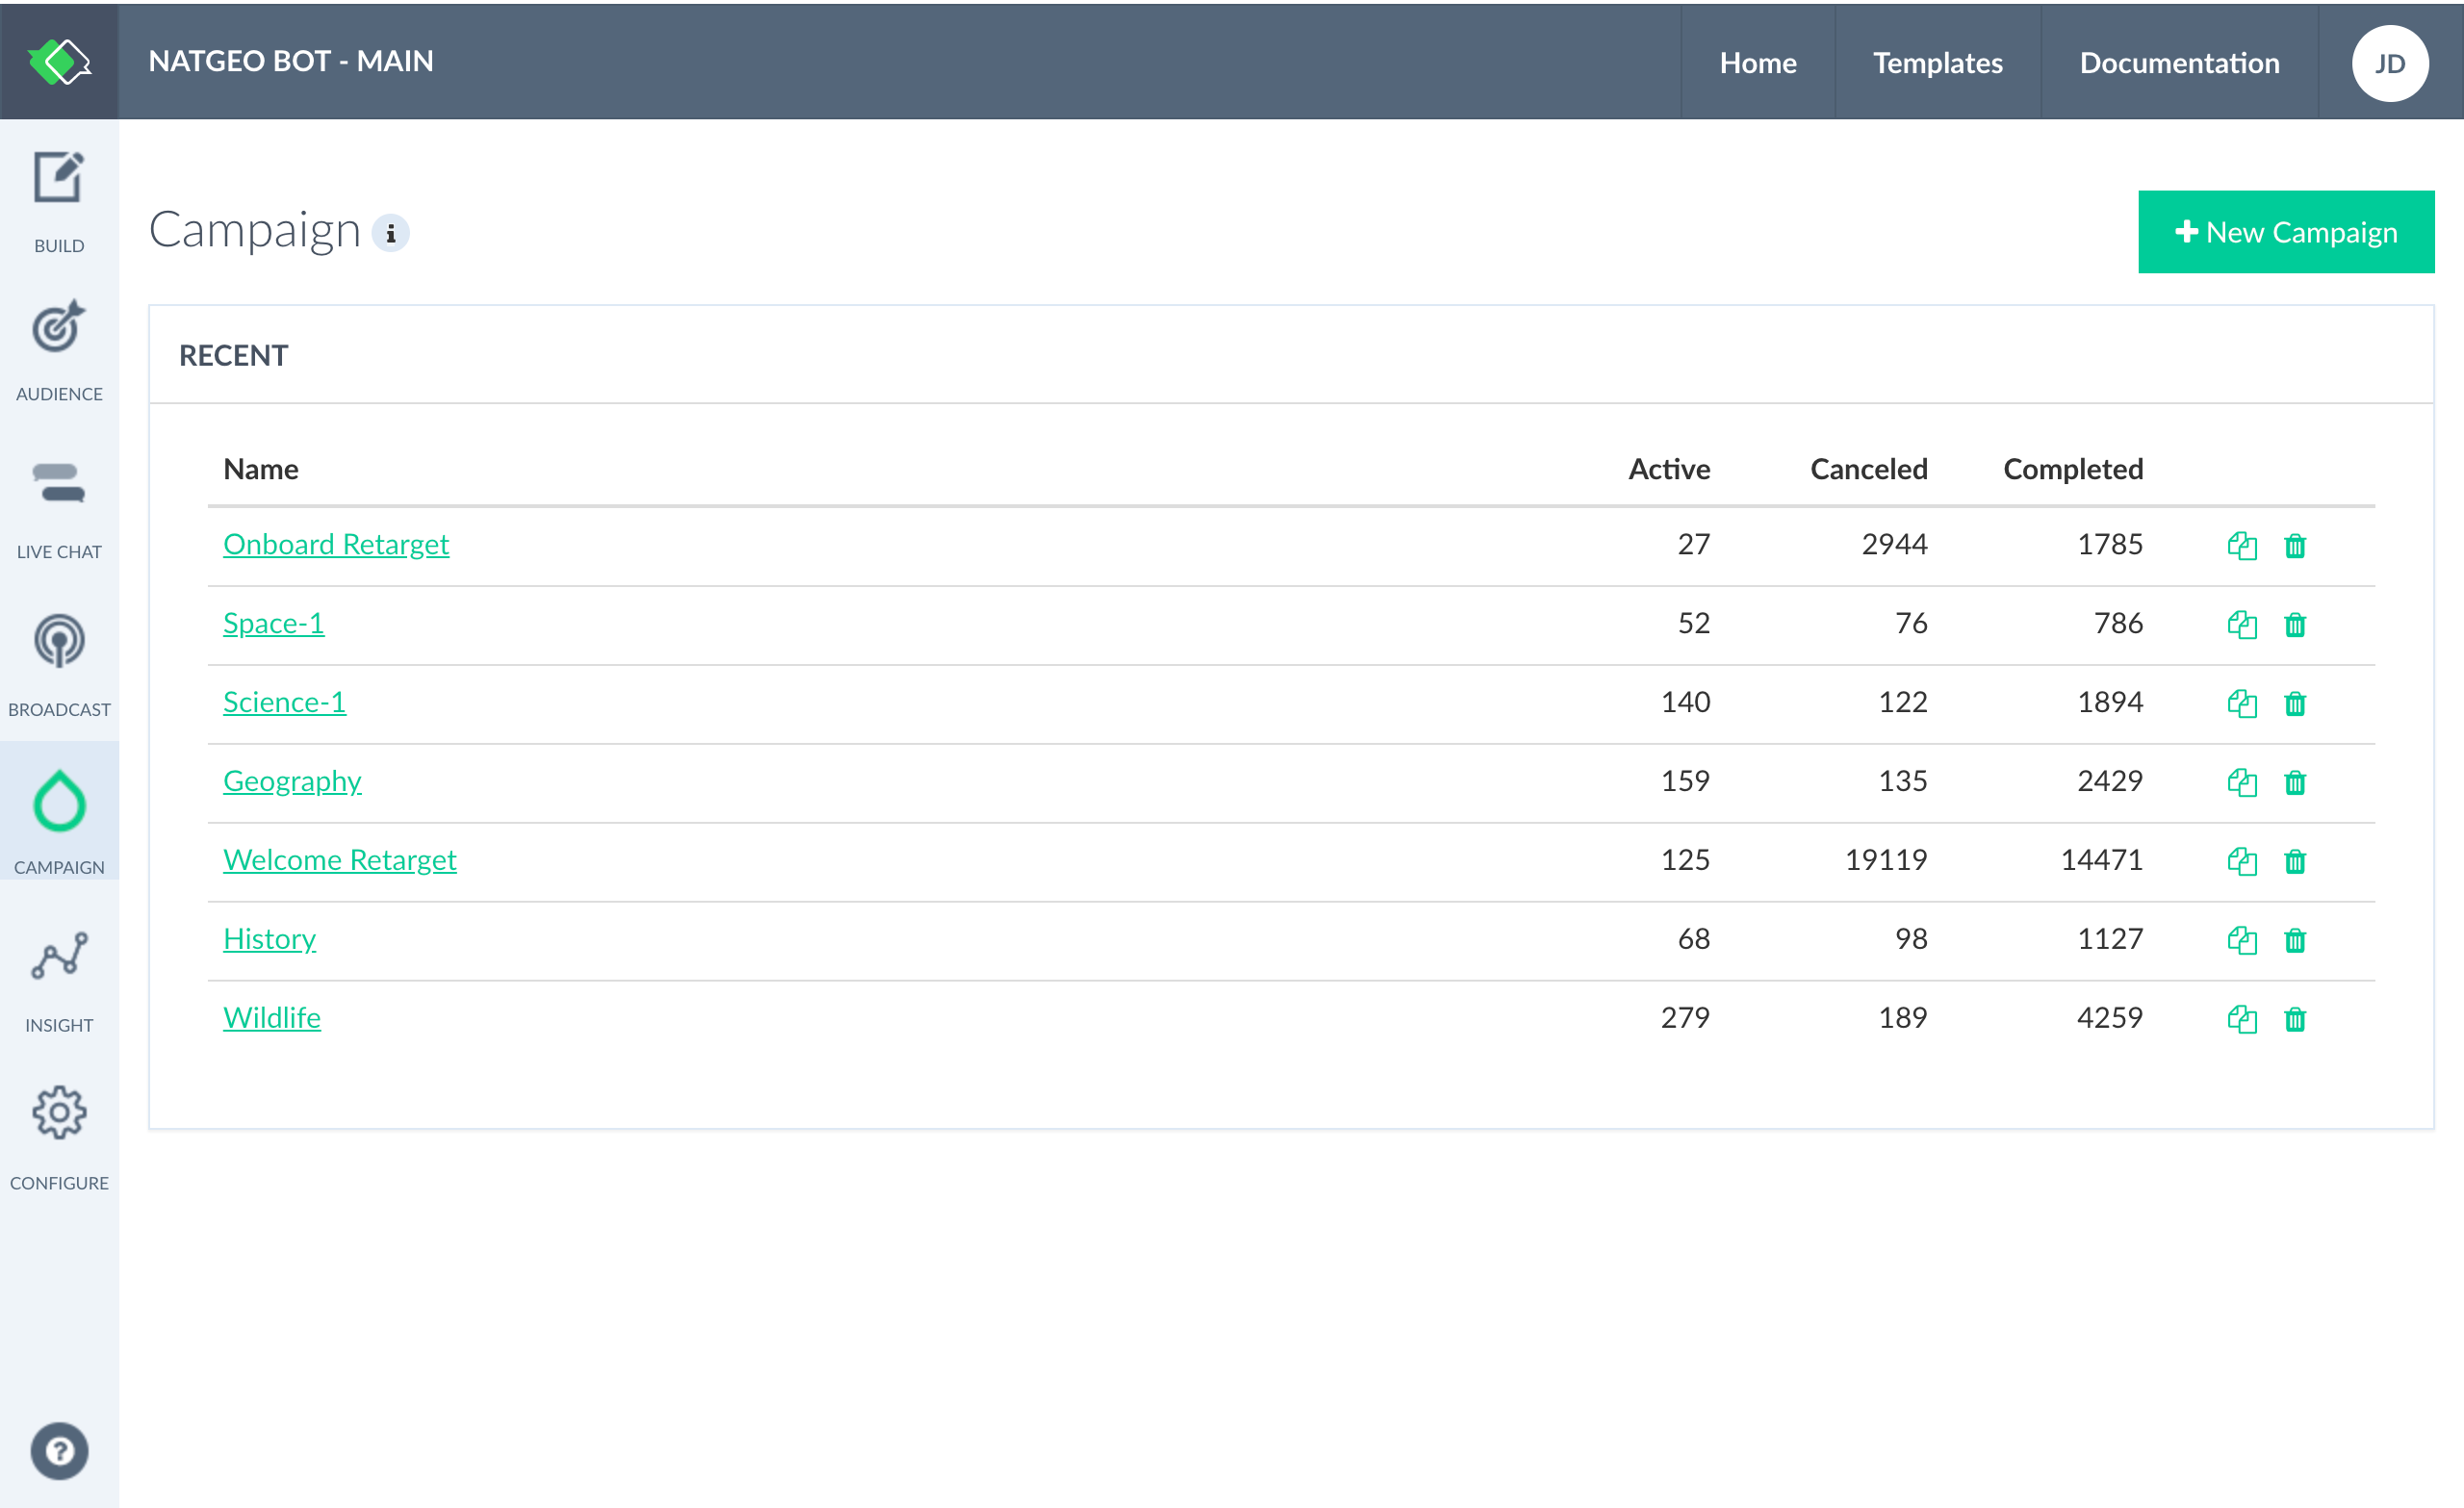 NATGEO BOT - MAIN Home Templates Documentation JD
BUILD
AUDIENCE
LIVE CHAT
BROADCAST
CAMPAIGN
INSIGHT
CONFIGURE
?
Campaign i
+ New Campaign
RECENT
Name Active Canceled Completed
Onboard Retarget 27 2944 1785
Space-1 52 76 786
Science-1 140 122 1894
Geography 159 135 2429
Welcome Retarget 125 19119 14471
History 68 98 1127
Wildlife 279 189 4259